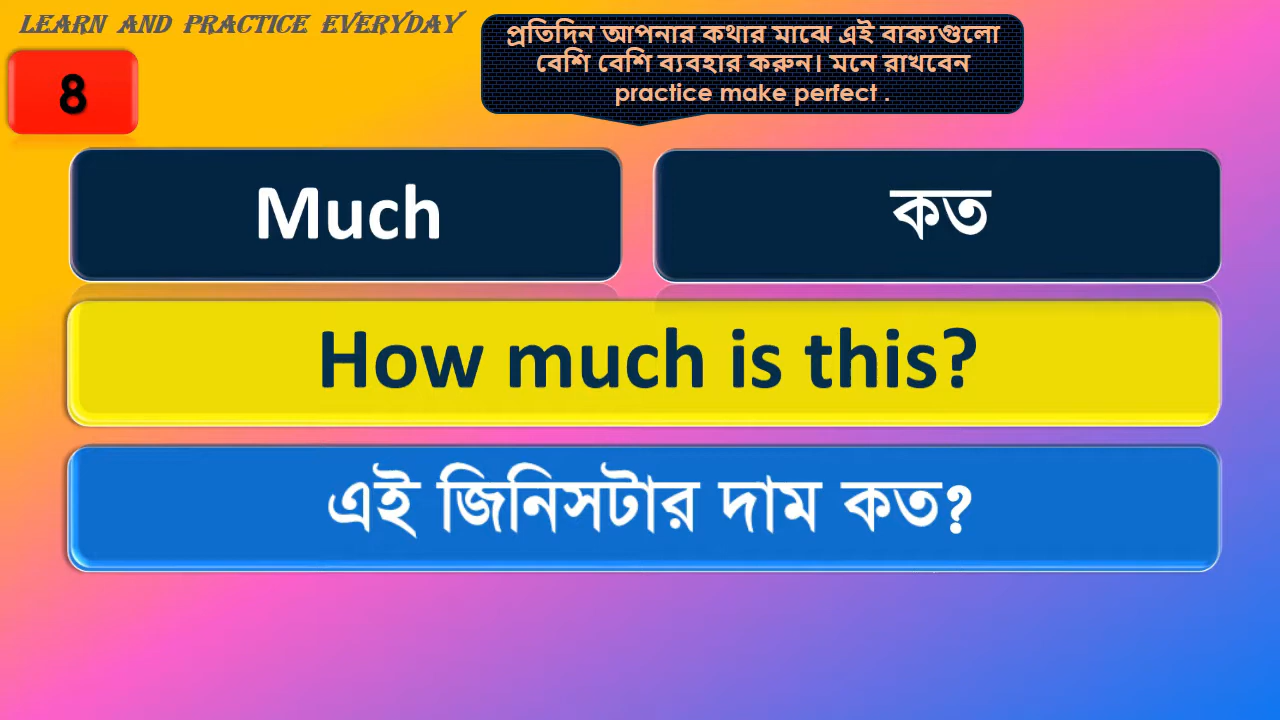 LEARN AND PRACTICE EVERYDAY
প্রতিদিন আপনার কথার মাঝে এই বাক্যগুলো
বেশি বেশি ব্যবহার করুন। মনে রাখবেন
practice make perfect .
8
Much
কত
How much is this?
এই জিনিসটার দাম কত?